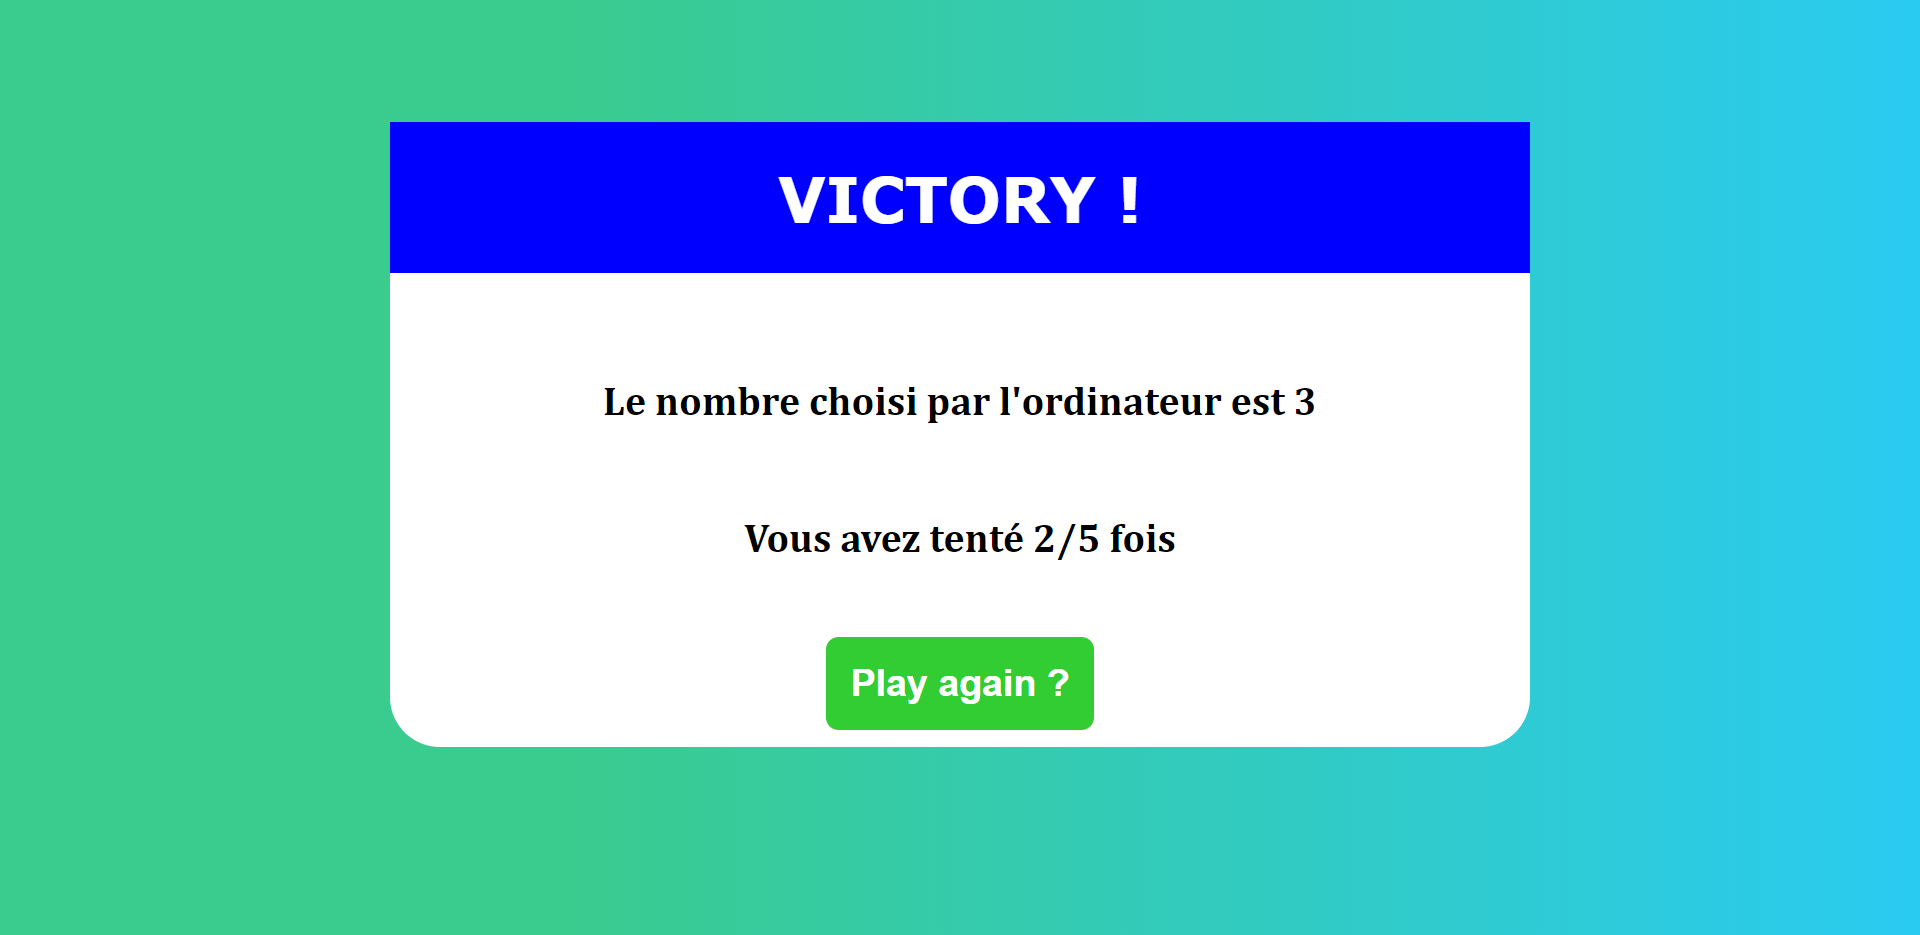 VICTORY !
Le nombre choisi par l'ordinateur est 3
Vous avez tenté 2/5 fois
Play again ?